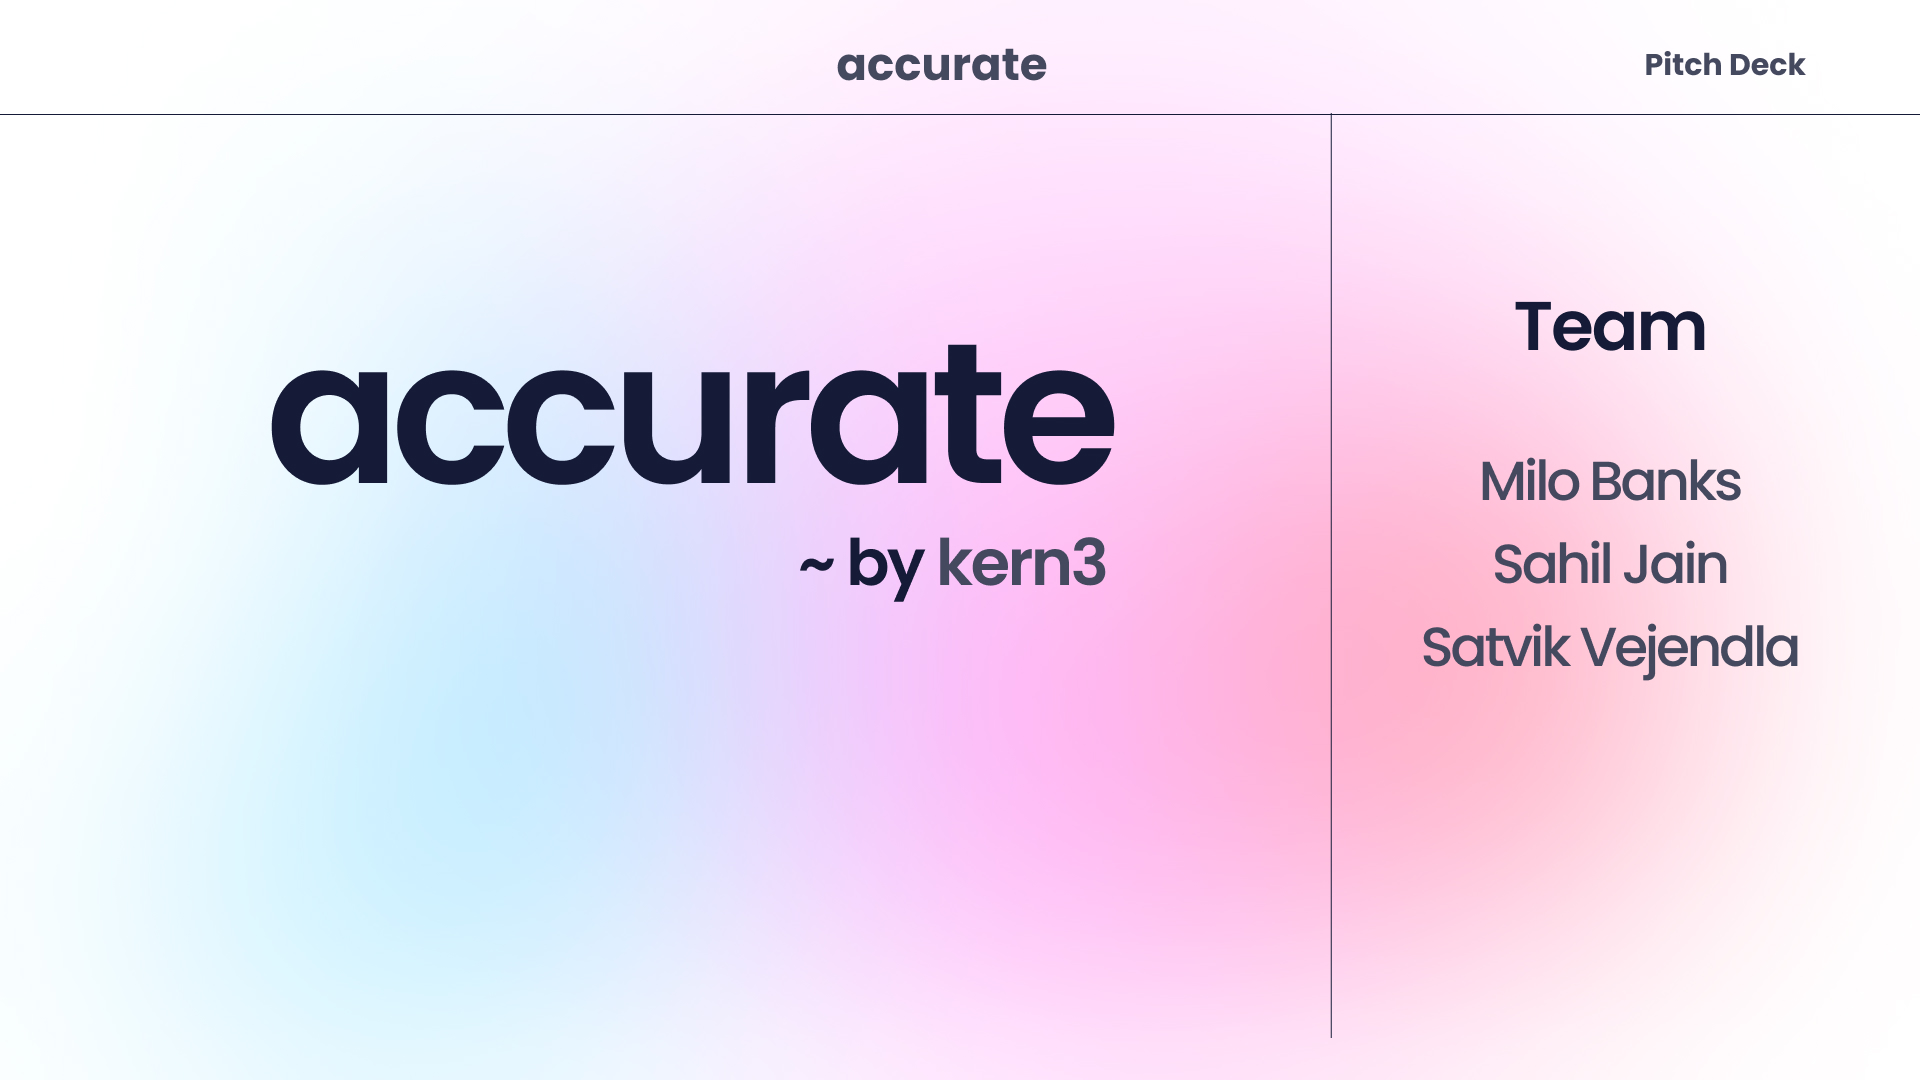 accurate
Pitch Deck
accurate
~ by kern3
Team
Milo Banks
Sahil Jain
Satvik Vejendla